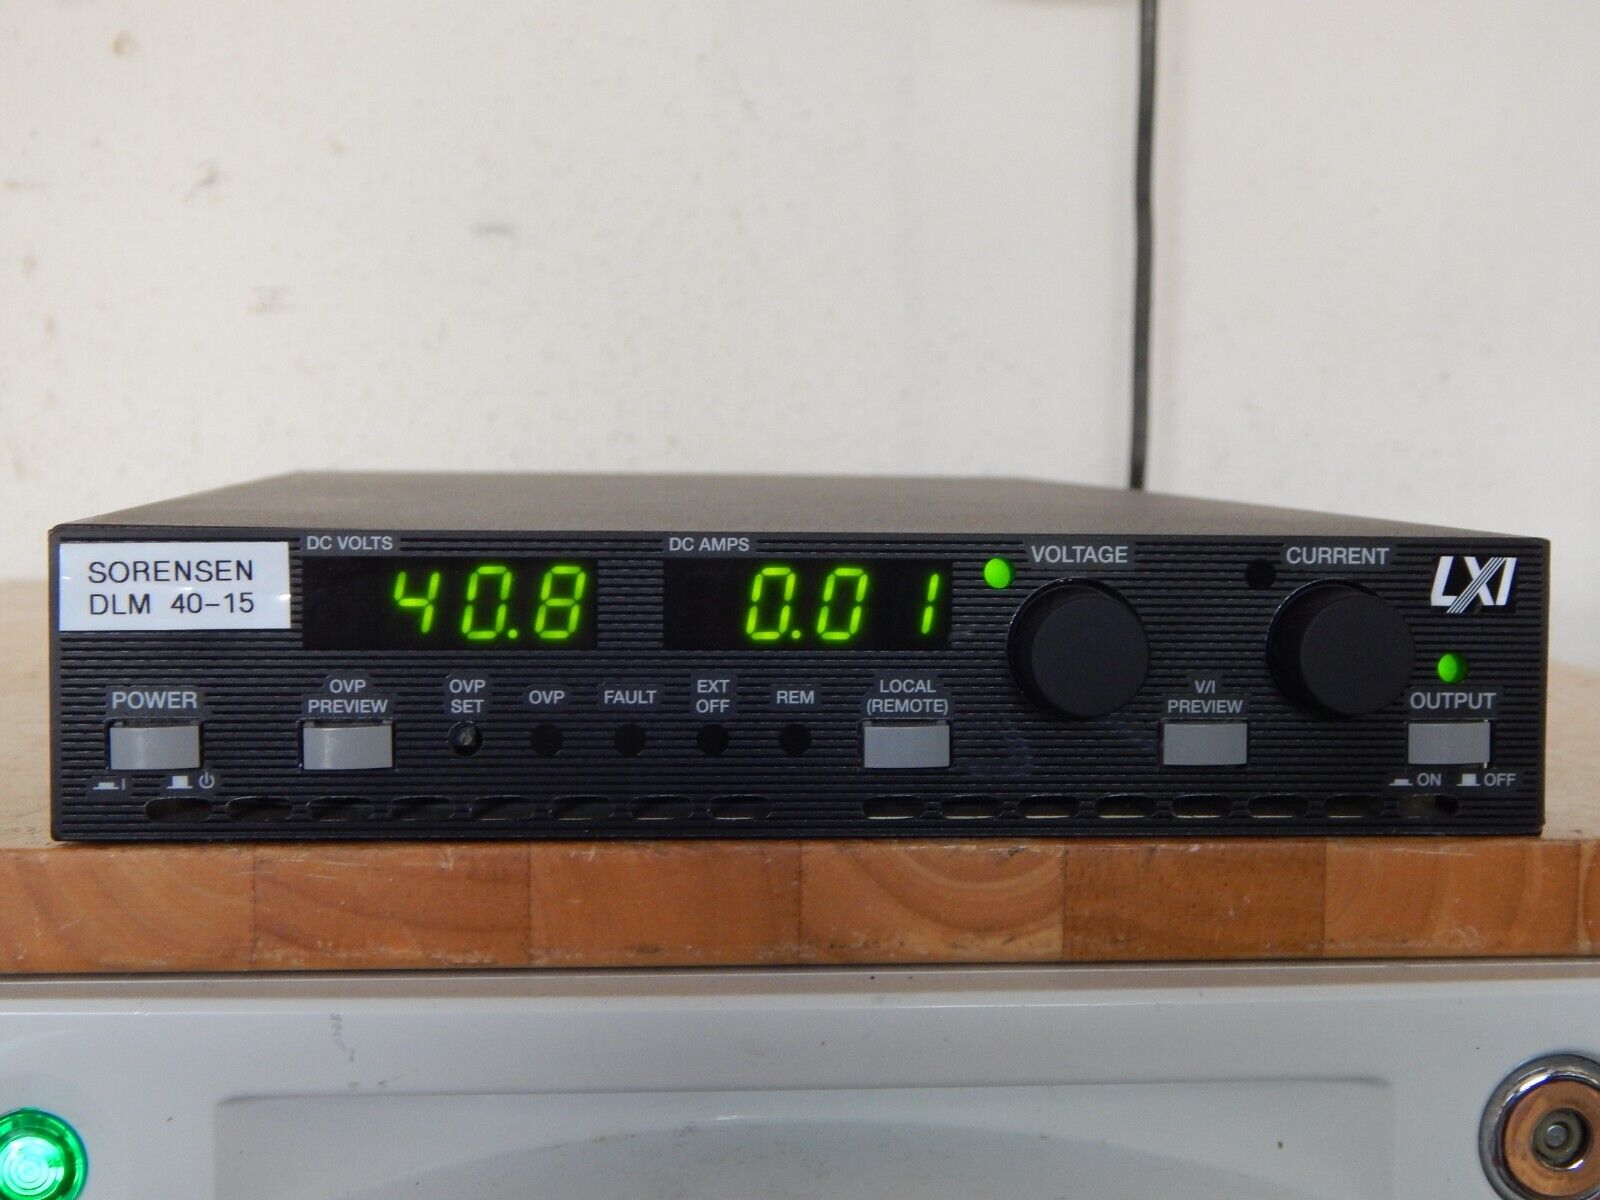 DC VOLTS
DC AMPS
VOLTAGE
CURRENT
LXI
SORENSEN
DLM 40-15
40.8
0.01
POWER
OVP
PREVIEW
OVP
SET
OVP
FAULT
EXT
OFF
REM
LOCAL
(REMOTE)
V/I
PREVIEW
OUTPUT
I
ON
OFF